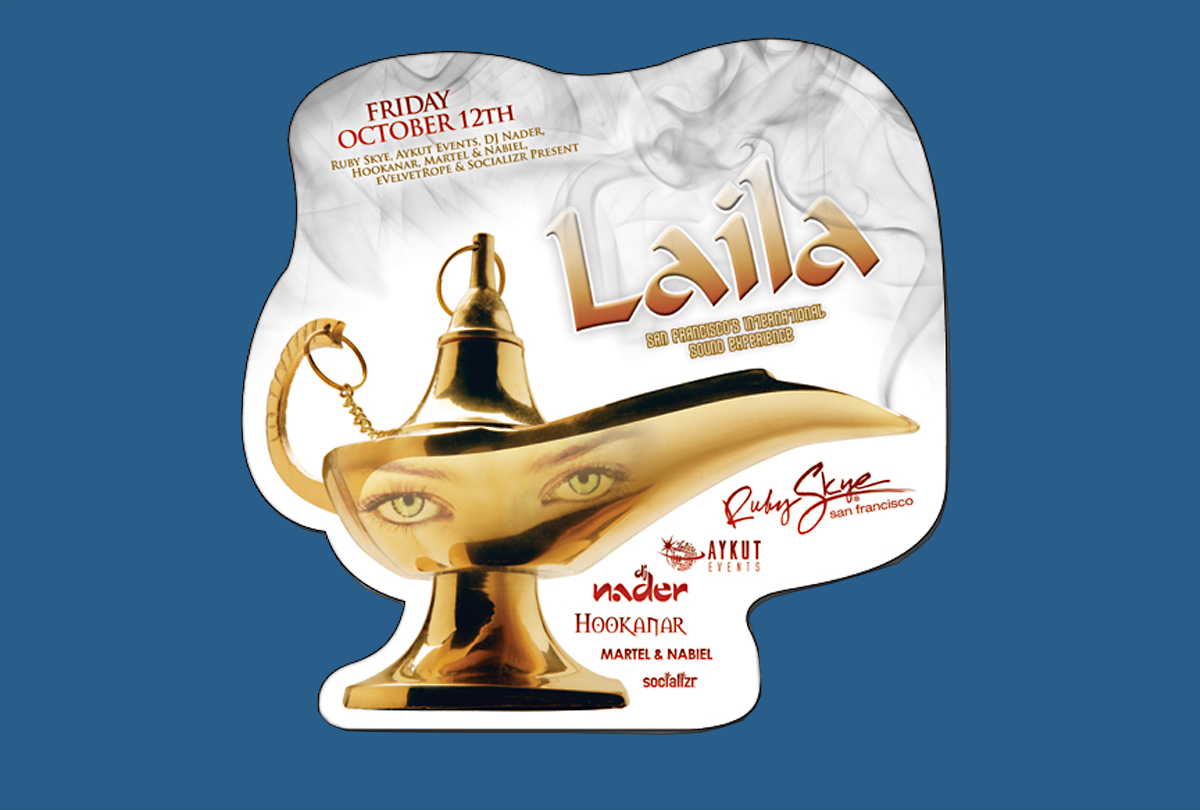 FRIDAY
OCTOBER 12TH
RUBY SKYE, AYKUT EVENTS, DJ NADER,
HOOKANAR, MARTEL & NABIEL,
EVELVETROPE & SOCIALIZR PRESENT
Laila
SAN FRANCISCO'S INTERNATIONAL
SOUND EXPERIENCE
Ruby Skye®
san francisco
AYKUT
EVENTS
dj
nader
HOOKANAR
MARTEL & NABIEL
socializr